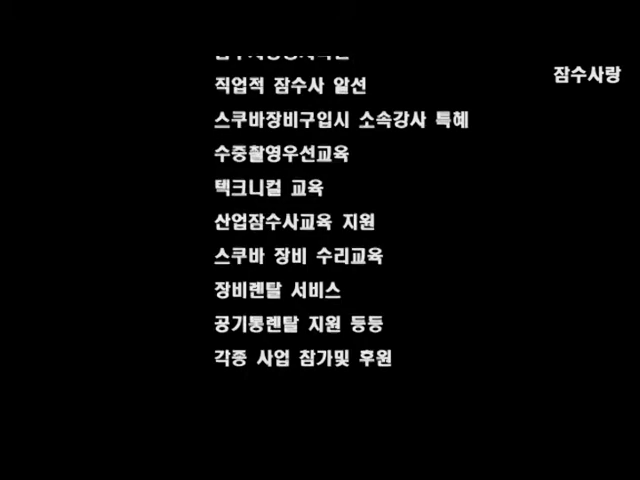 잠수사랑
직업적 잠수사 알선
스쿠바장비구입시 소속강사 특혜
수중촬영우선교육
텍크니컬 교육
산업잠수사교육 지원
스쿠바 장비 수리교육
장비렌탈 서비스
공기통렌탈 지원 등등
각종 사업 참가및 후원